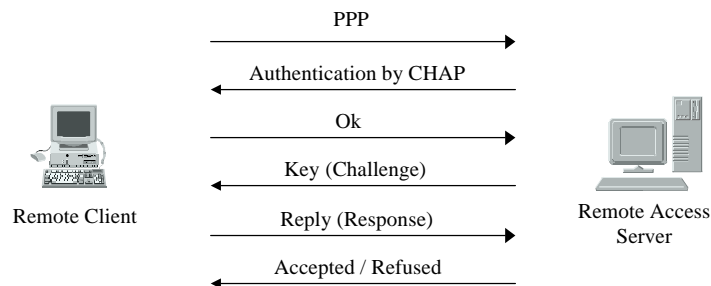 PPP
Authentication by CHAP
Ok
Key (Challenge)
Remote Client
Reply (Response)
Remote Access
Server
Accepted / Refused